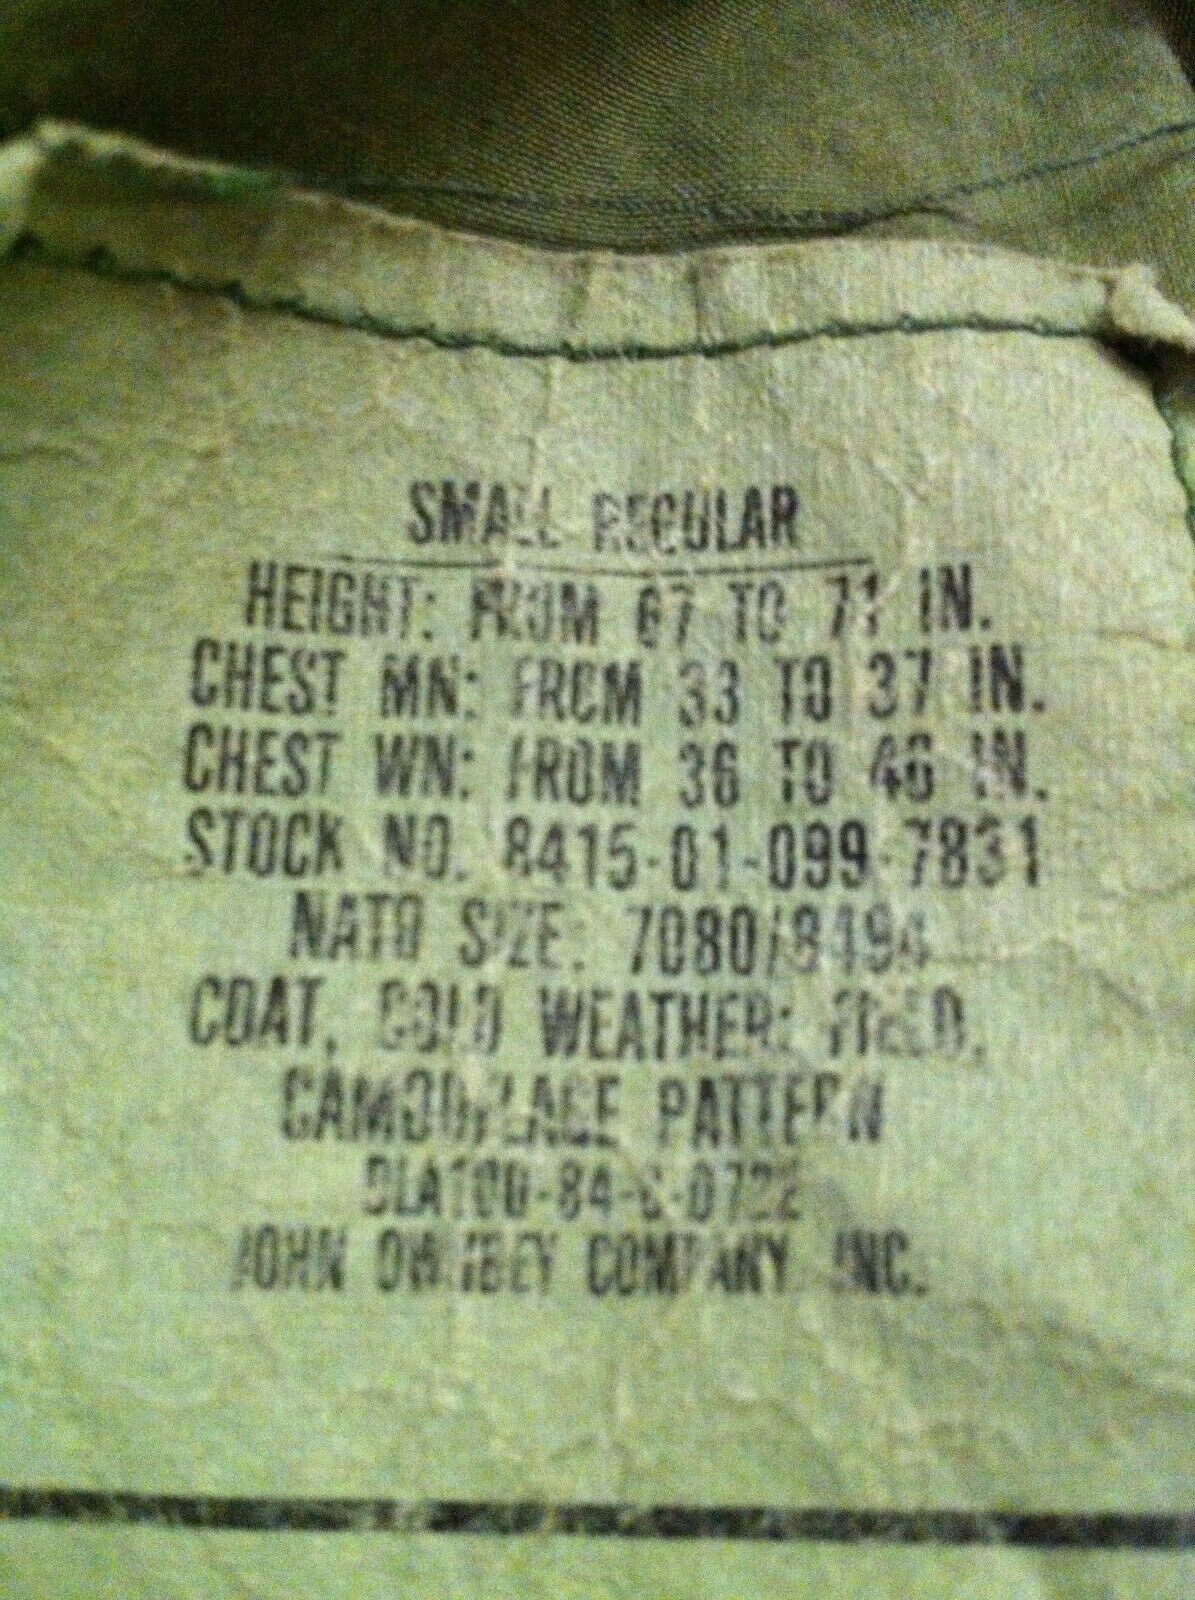 SMALL REGULAR
HEIGHT: FROM 67 TO 71 IN.
CHEST MN: FROM 33 TO 37 IN.
CHEST WN: FROM 36 TO 40 IN.
STOCK NO. 8415-01-099-7831
NATO SIZE: 7080/8494
COAT, COLD WEATHER: FIELD,
CAMOUFLAGE PATTERN
DLA100-84-C-0722
JOHN OWNBEY COMPANY, INC.